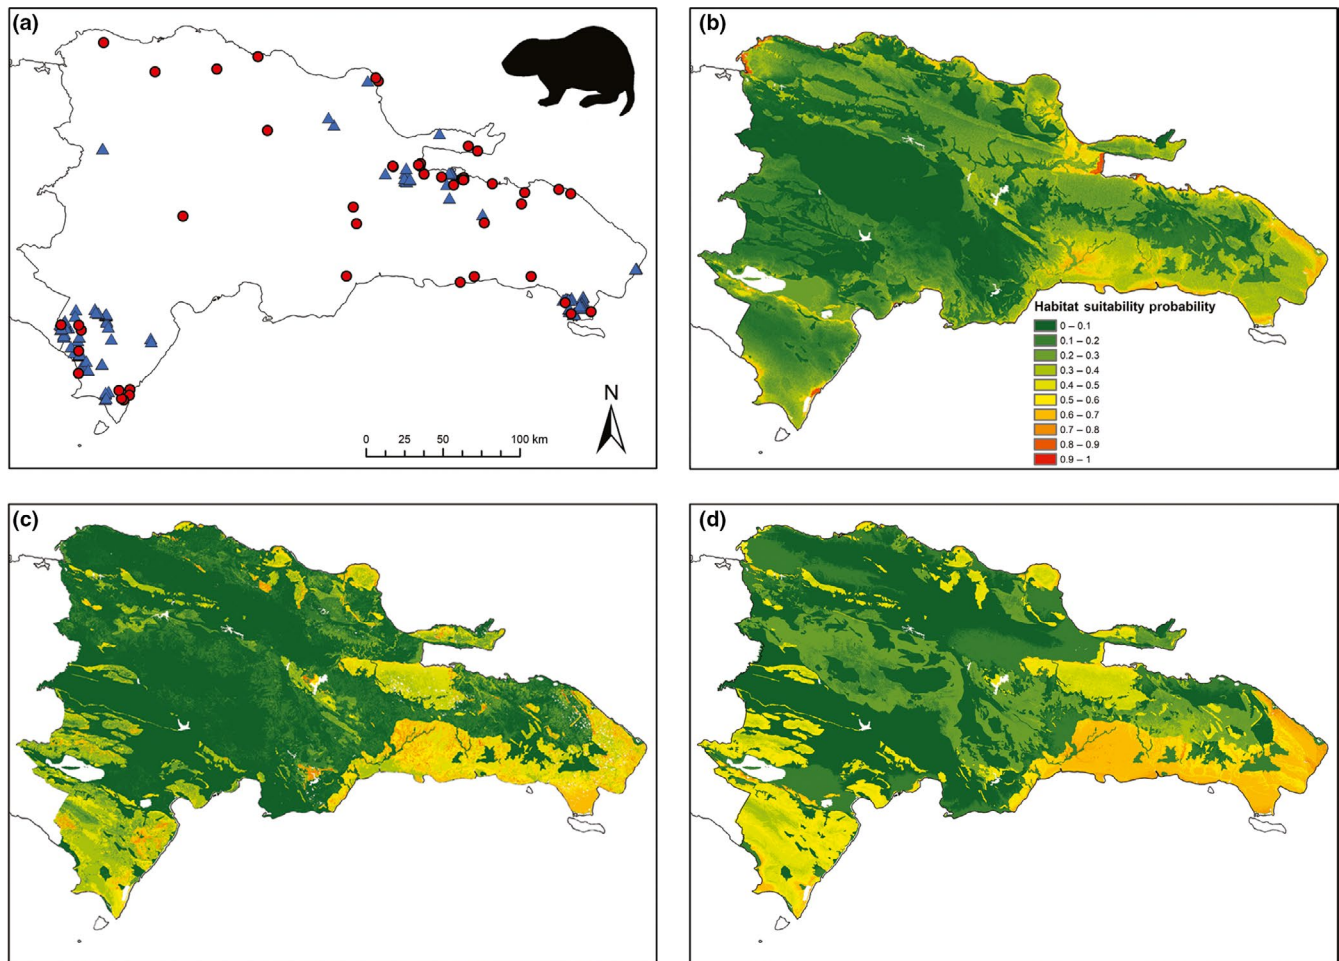 (a)
N
0 25 50 100 km
(b)
Habitat suitability probability
0 – 0.1
0.1 – 0.2
0.2 – 0.3
0.3 – 0.4
0.4 – 0.5
0.5 – 0.6
0.6 – 0.7
0.7 – 0.8
0.8 – 0.9
0.9 – 1
(c)
(d)